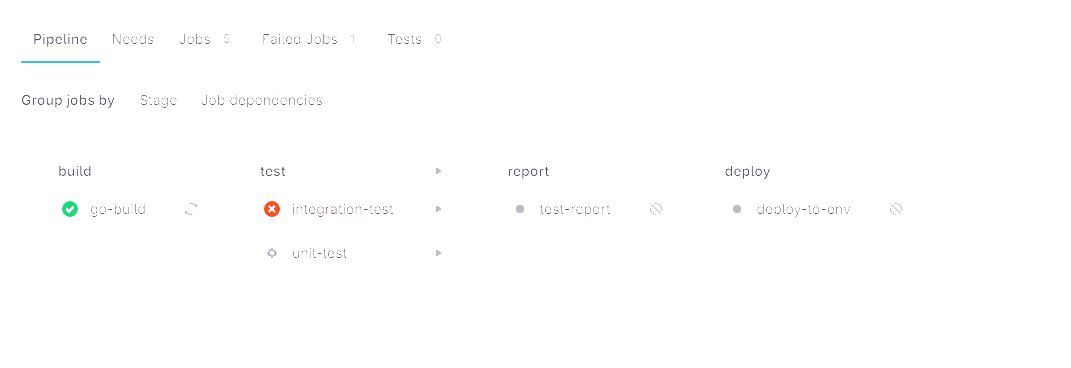 Pipeline Needs Jobs 5 Failed Jobs 1 Tests 0
Group jobs by Stage Job dependencies
build test report deploy
go-build integration-test test-report deploy-to-env
unit-test